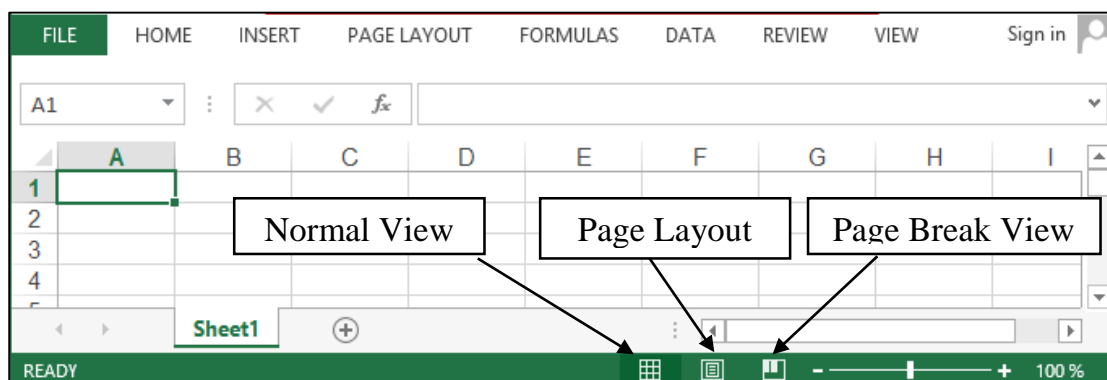 FILE HOME INSERT PAGE LAYOUT FORMULAS DATA REVIEW VIEW Sign in
A1 fx
A B C D E F G H I
1
2
Normal View Page Layout Page Break View
3
4
Sheet1
READY 100 %